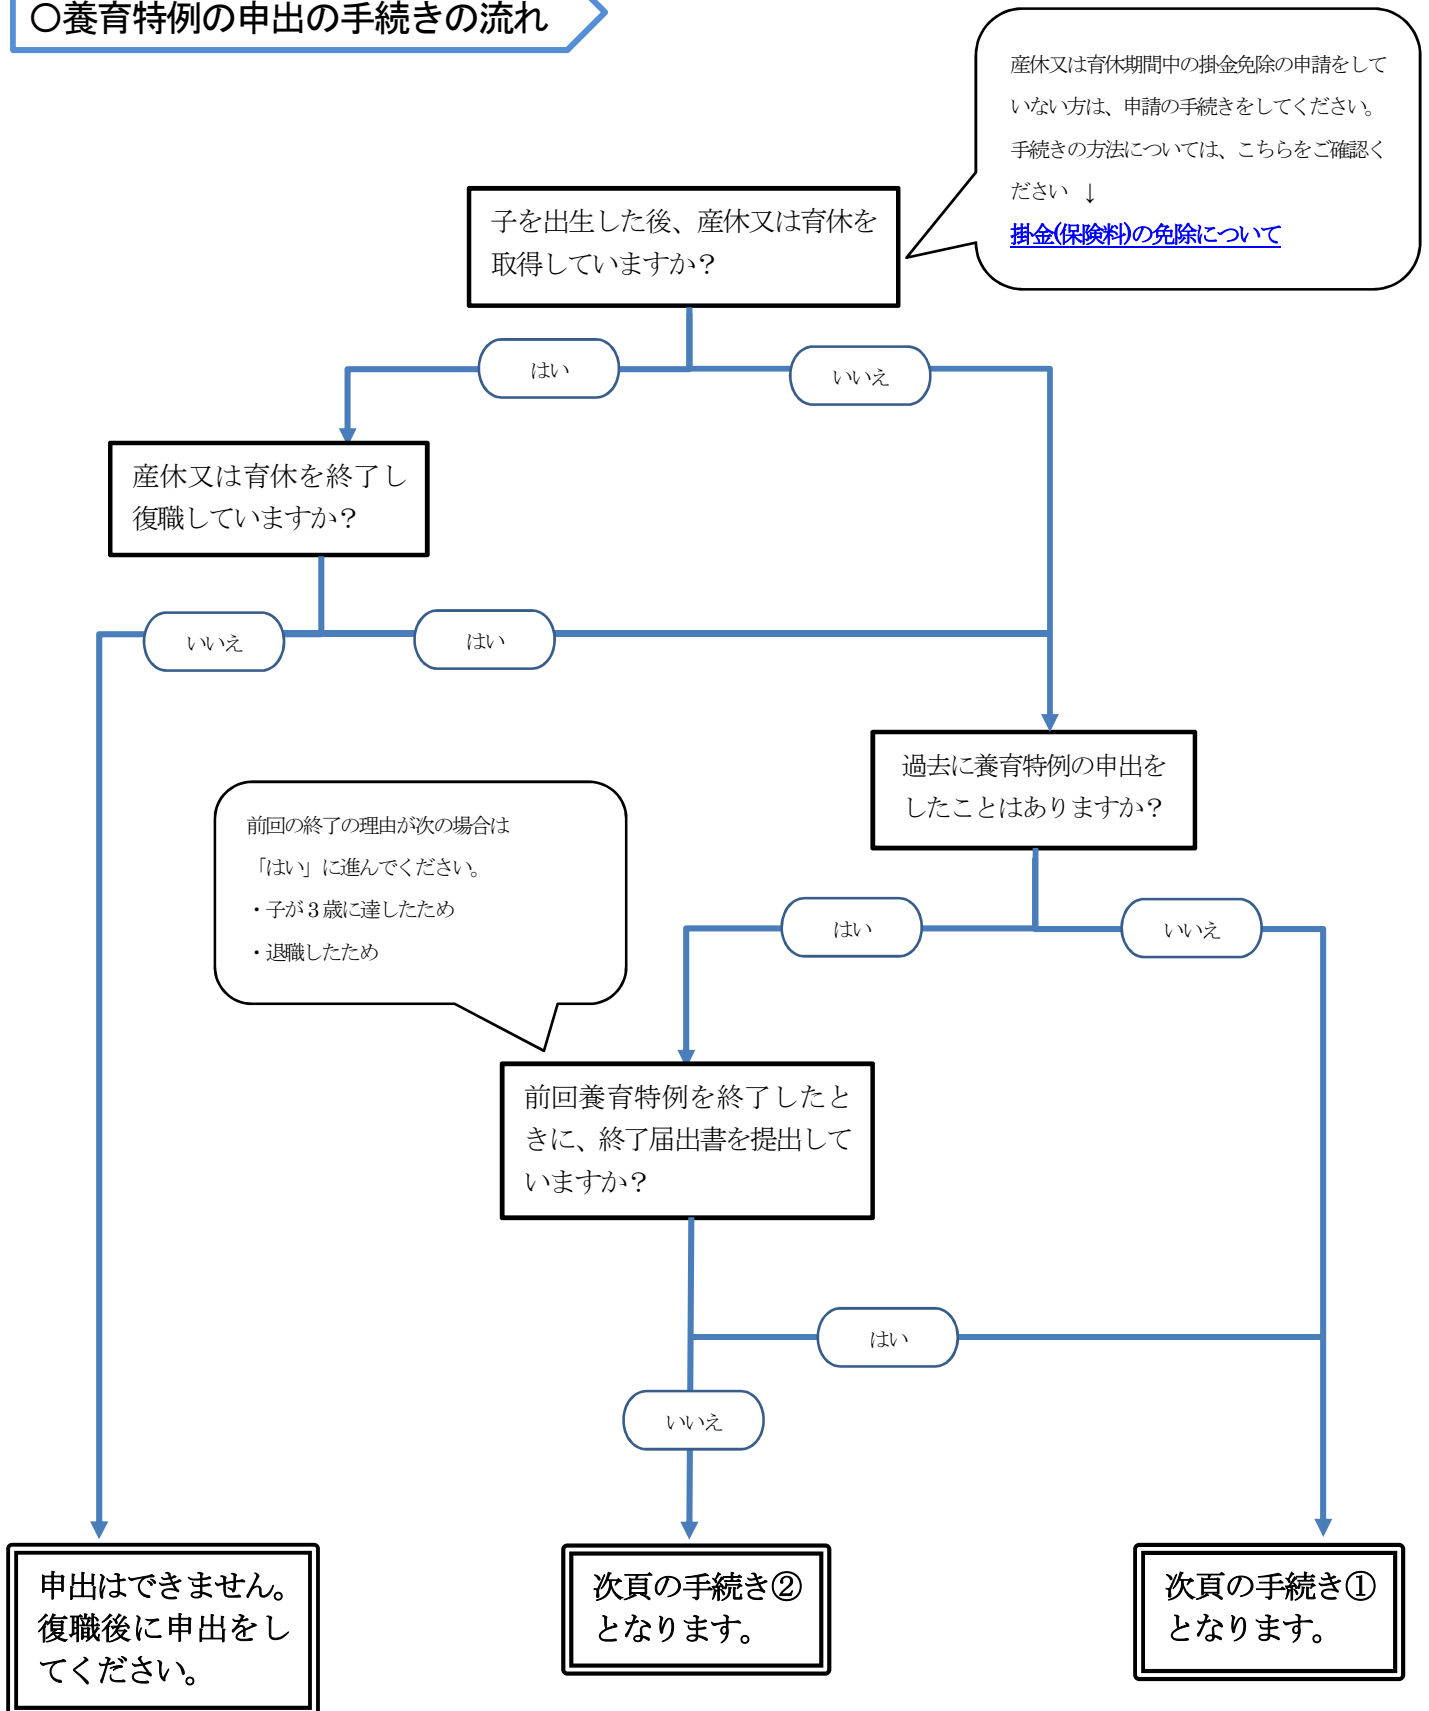 〇養育特例の申出の手続きの流れ
産休又は育休期間中の掛金免除の申請をして
いない方は、申請の手続きをしてください。
手続きの方法については、こちらをご確認く
ださい ↓
掛金(保険料)の免除について
子を出生した後、産休又は育休を
取得していますか？
はい
いいえ
産休又は育休を終了し
復職していますか？
いいえ
はい
過去に養育特例の申出を
したことはありますか？
前回の終了の理由が次の場合は
「はい」に進んでください。
・子が3歳に達したため
・退職したため
はい
いいえ
前回養育特例を終了したと
きに、終了届出書を提出して
いますか？
はい
いいえ
申出はできません。
復職後に申出をし
てください。
次頁の手続き②
となります。
次頁の手続き①
となります。